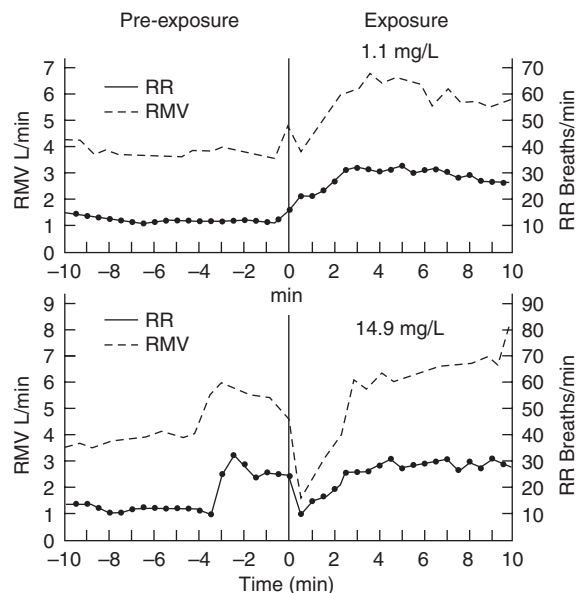 Pre-exposure Exposure
1.1 mg/L
RR
RMV
RMV L/min
7
6
5
4
3
2
1
0
70
60
50
40
30
20
10
0
RR Breaths/min
–10 –8 –6 –4 –2 0 2 4 6 8 10
min
14.9 mg/L
RR
RMV
RMV L/min
9
8
7
6
5
4
3
2
1
0
90
80
70
60
50
40
30
20
10
0
RR Breaths/min
–10 –8 –6 –4 –2 0 2 4 6 8 10
Time (min)